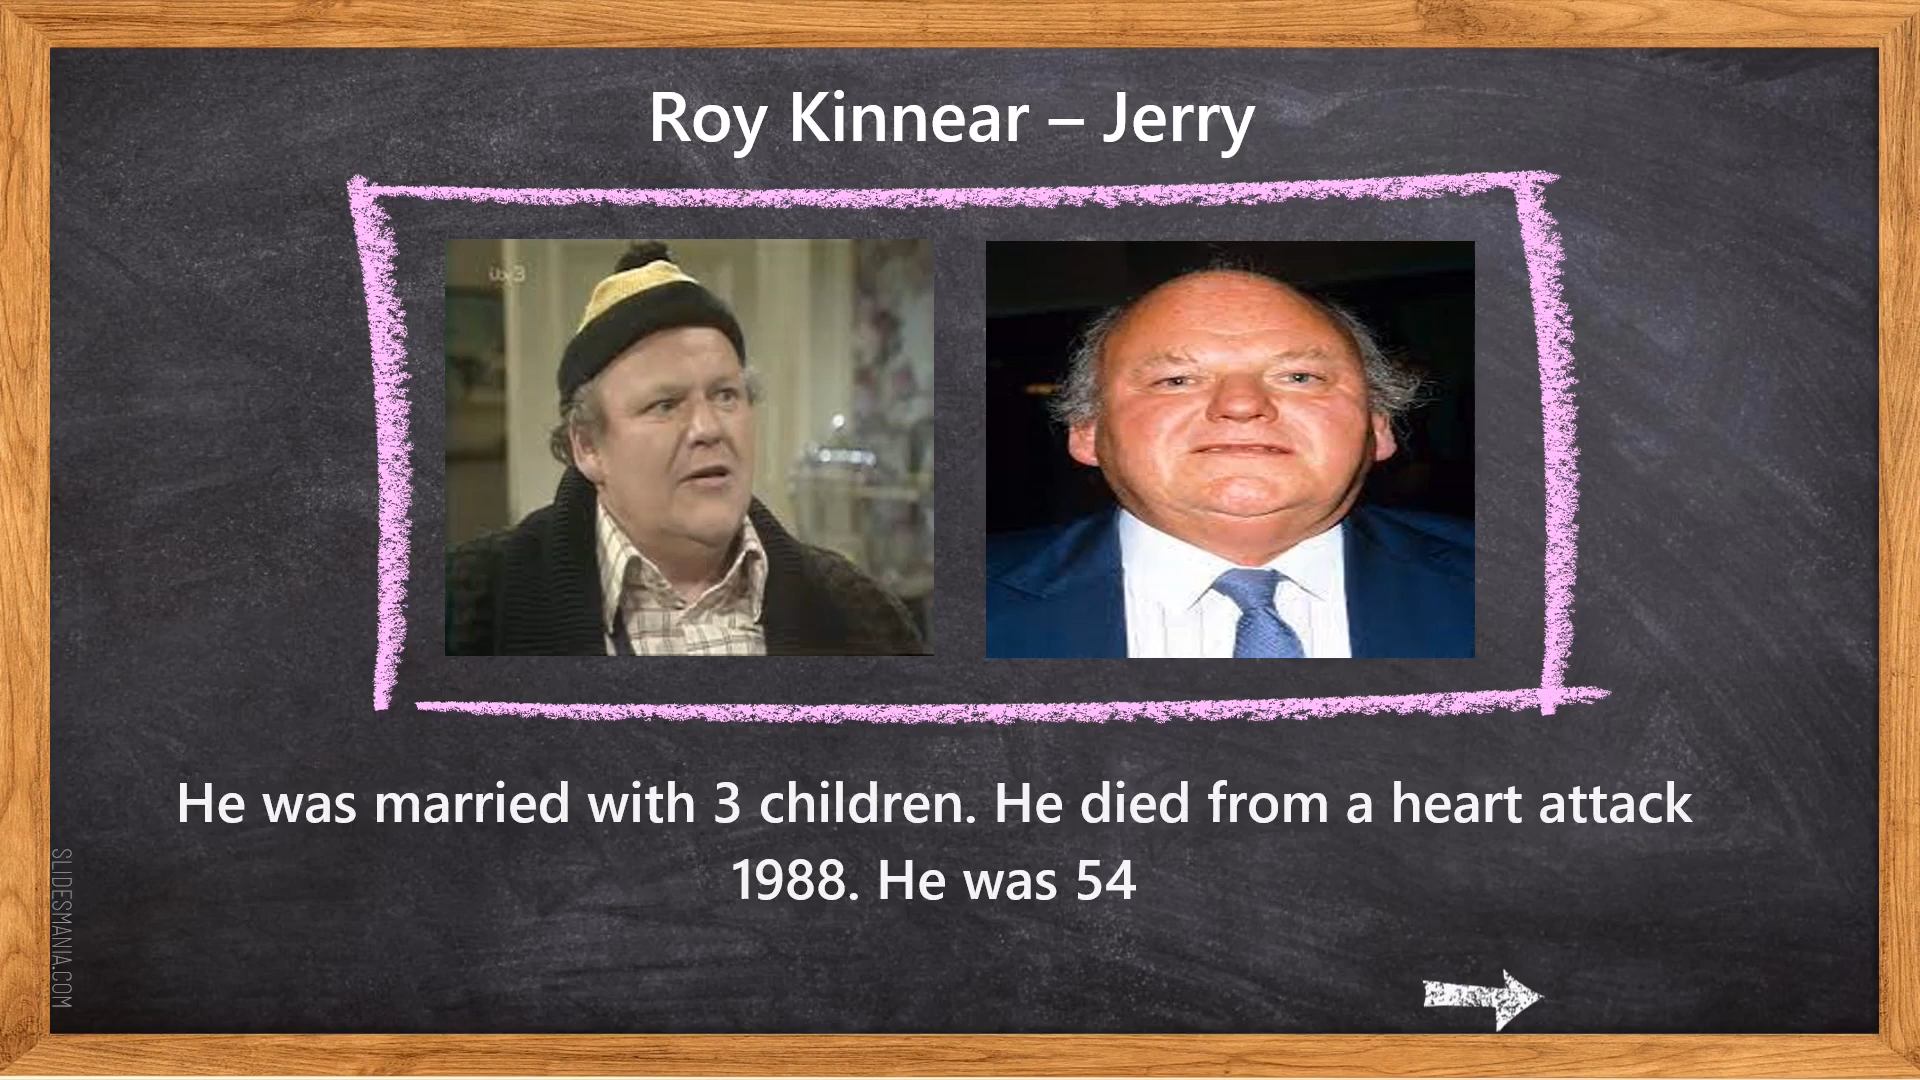 Roy Kinnear – Jerry
itv3
He was married with 3 children. He died from a heart attack
1988. He was 54
SLIDESMANIA.COM